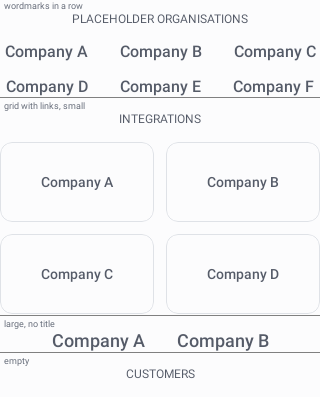 wordmarks in a row
PLACEHOLDER ORGANISATIONS
Company A Company B Company C
Company D Company E Company F
grid with links, small
INTEGRATIONS
Company A Company B
Company C Company D
large, no title
Company A Company B
empty
CUSTOMERS